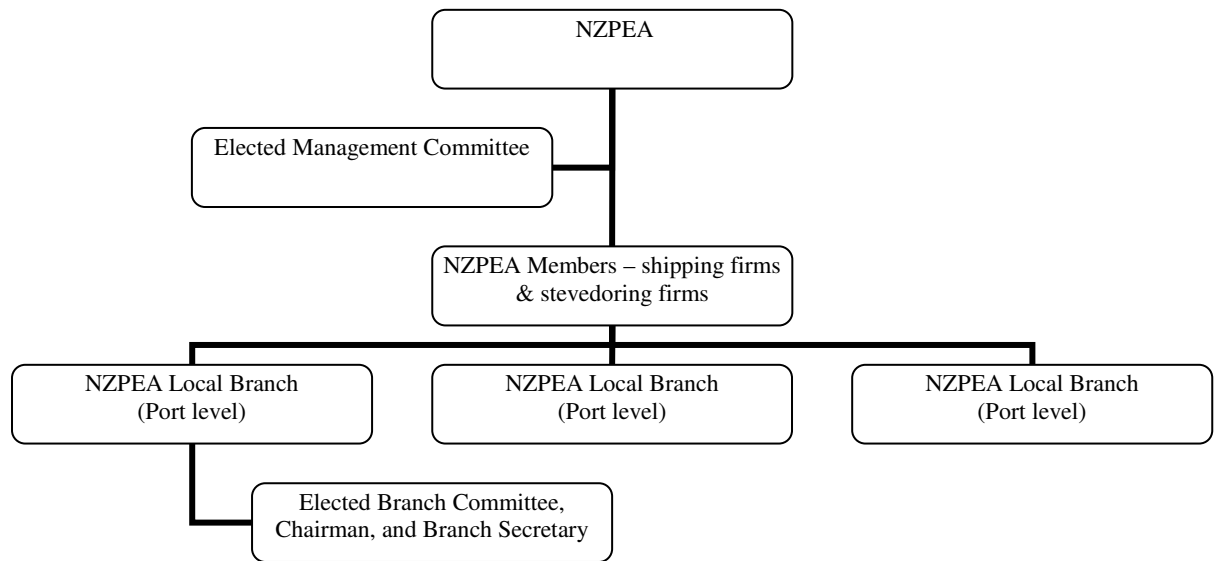 NZPEA
Elected Management Committee
NZPEA Members – shipping firms
& stevedoring firms
NZPEA Local Branch
(Port level)
NZPEA Local Branch
(Port level)
NZPEA Local Branch
(Port level)
Elected Branch Committee,
Chairman, and Branch Secretary